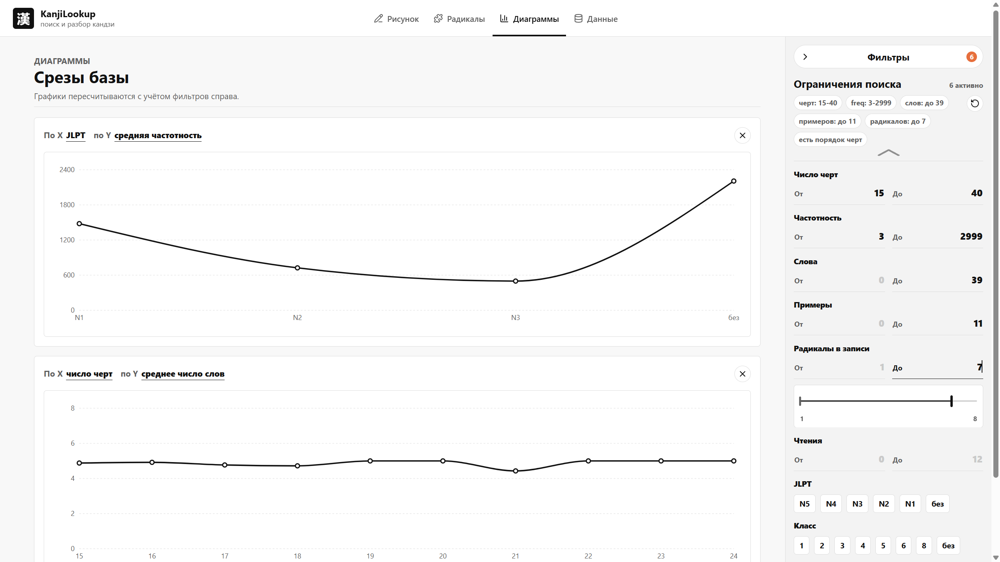 漢
KanjiLookup
поиск и разбор кандзи
Рисунок
Радикалы
Диаграммы
Данные
ДИАГРАММЫ
Срезы базы
Графики пересчитываются с учётом фильтров справа.
По X JLPT по Y средняя частотность
2400
1800
1200
600
0
N1 N2 N3 без
По X число черт по Y среднее число слов
8
6
4
2
0
15 16 17 18 19 20 21 22 23 24
Фильтры 6
Ограничения поиска 6 активно
черт: 15-40 freq: 3-2999 слов: до 39
примеров: до 11 радикалов: до 7
есть порядок черт
Число черт
От 15 До 40
Частотность
От 3 До 2999
Слова
От 0 До 39
Примеры
От 0 До 11
Радикалы в записи
От 1 До 7
1 8
Чтения
От 0 До 12
JLPT
N5 N4 N3 N2 N1 без
Класс
1 2 3 4 5 6 8 без